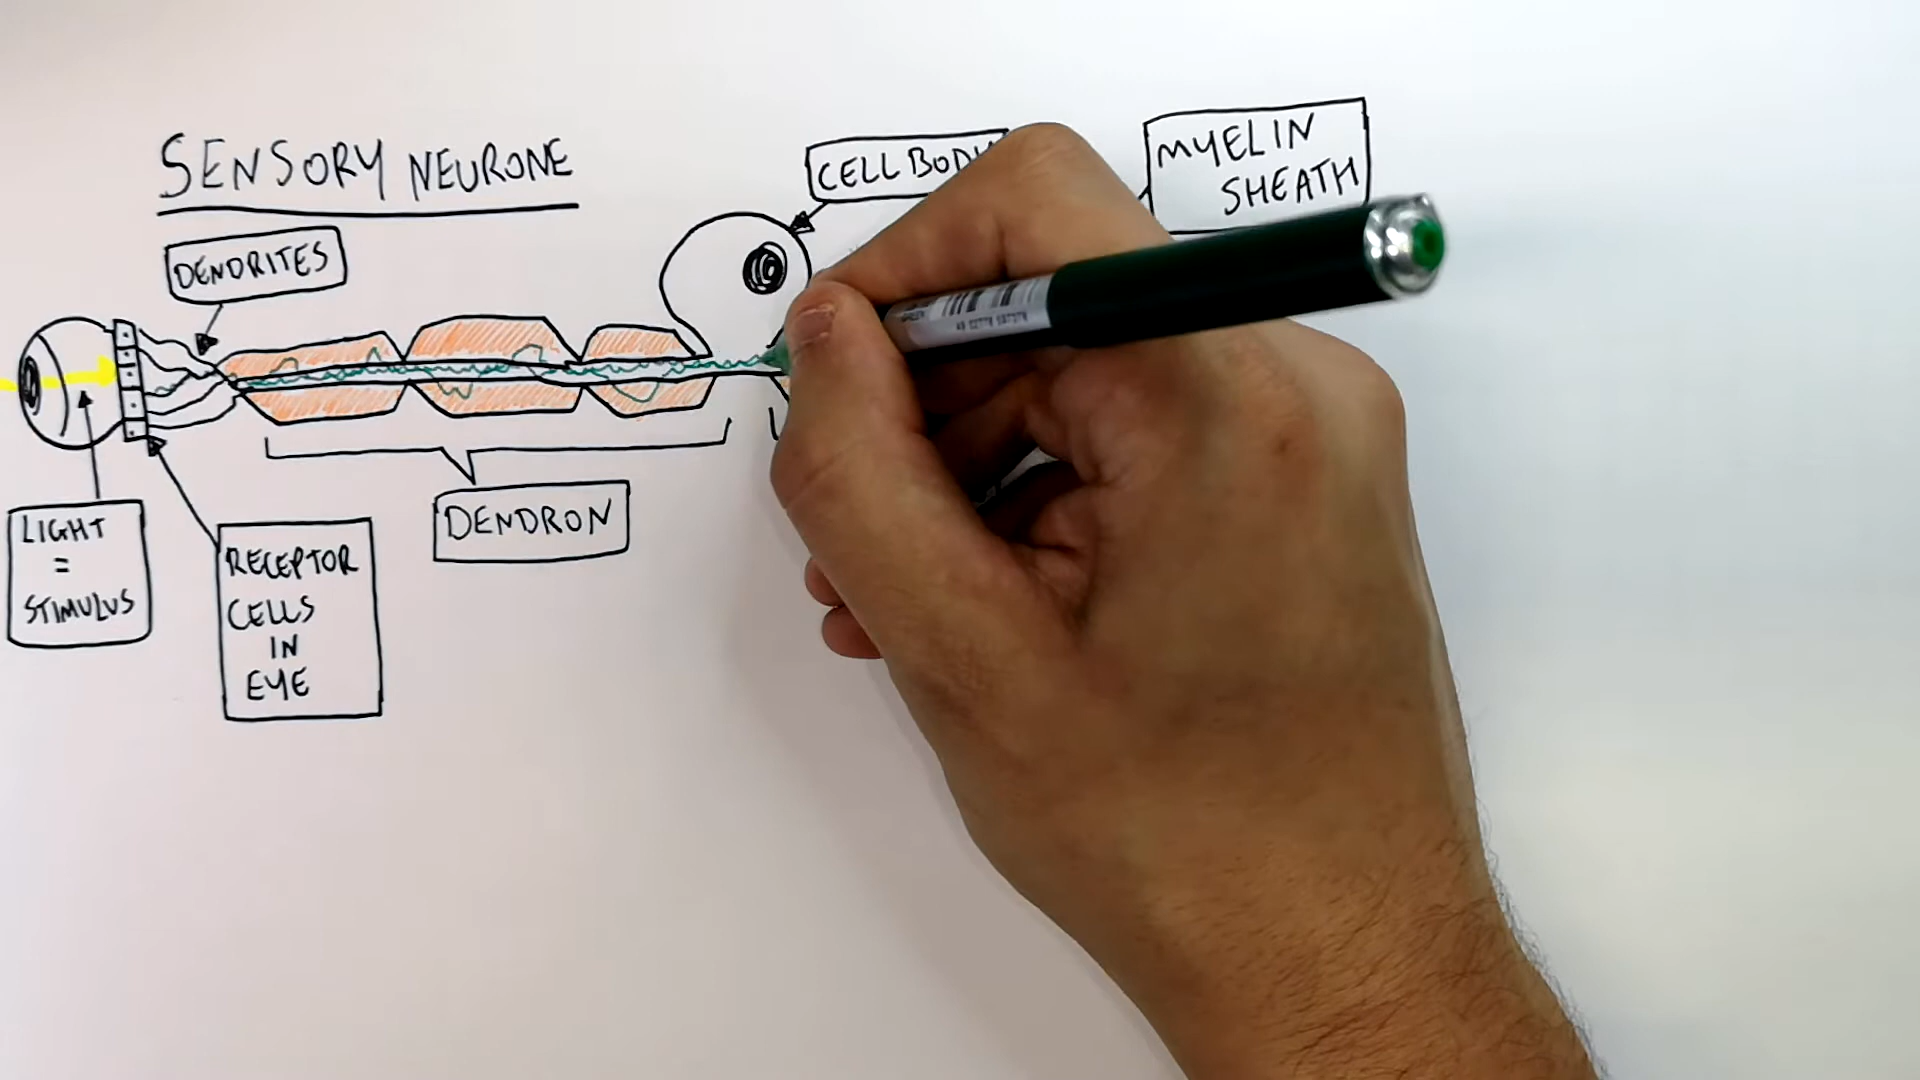 SENSORY NEURONE
CELL BODY
MYELIN
SHEATH
DENDRITES
DENDRON
LIGHT
=
STIMULUS
RECEPTOR
CELLS
IN
EYE